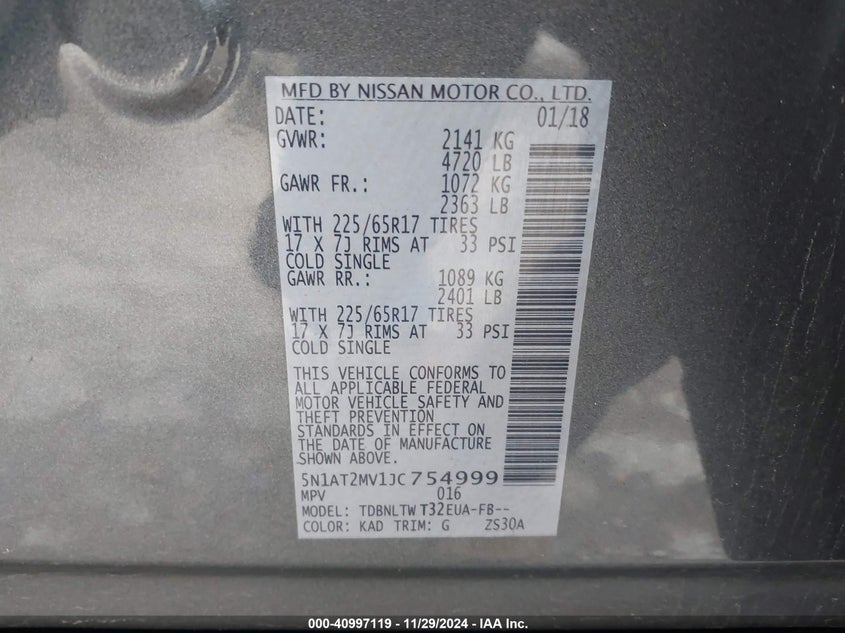 MFD BY NISSAN MOTOR CO., LTD.
DATE: 01/18
GVWR: 2141 KG
4720 LB
GAWR FR.: 1072 KG
2363 LB
WITH 225/65R17 TIRES
17 X 7J RIMS AT 33 PSI
COLD SINGLE
GAWR RR.: 1089 KG
2401 LB
WITH 225/65R17 TIRES
17 X 7J RIMS AT 33 PSI
COLD SINGLE
THIS VEHICLE CONFORMS TO
ALL APPLICABLE FEDERAL
MOTOR VEHICLE SAFETY AND
THEFT PREVENTION
STANDARDS IN EFFECT ON
THE DATE OF MANUFACTURE
SHOWN ABOVE.
5N1AT2MV1JC754999
MPV 016
MODEL: TDBNLTW T32EUA-FB--
COLOR: KAD TRIM: G ZS30A
000-40997119 - 11/29/2024 - IAA Inc.